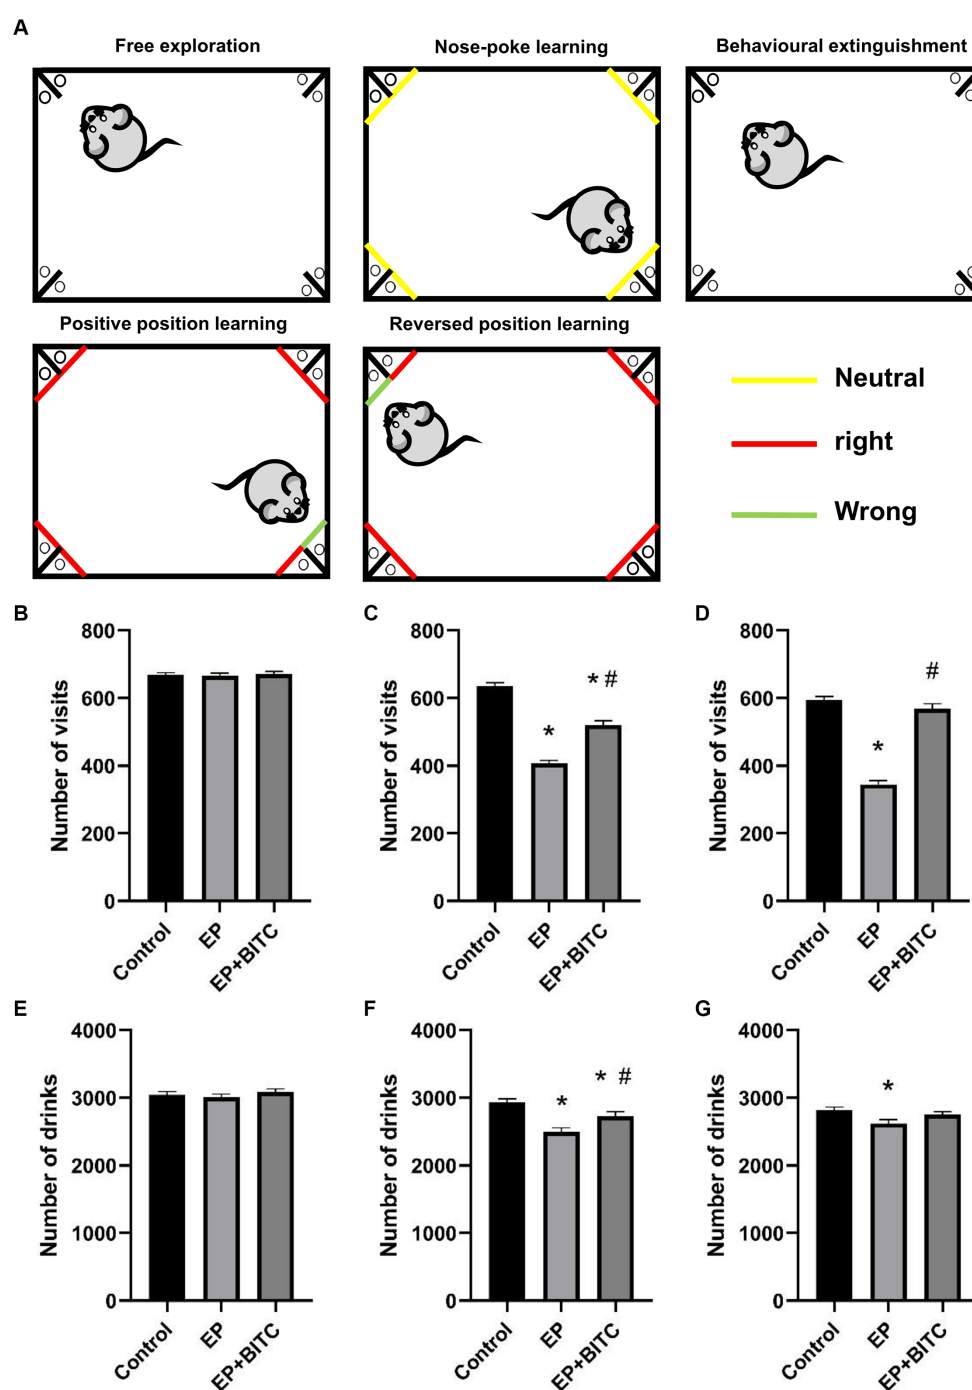 A
Free exploration
Nose-poke learning
Behavioural extinguishment
Positive position learning
Reversed position learning
Neutral
right
Wrong
B
Number of visits
800
600
400
200
0
Control
EP
EP+BITC
C
Number of visits
800
600
400
200
0
*
* #
Control
EP
EP+BITC
D
Number of visits
800
600
400
200
0
*
#
Control
EP
EP+BITC
E
Number of drinks
4000
3000
2000
1000
0
Control
EP
EP+BITC
F
Number of drinks
4000
3000
2000
1000
0
*
* #
Control
EP
EP+BITC
G
Number of drinks
4000
3000
2000
1000
0
*
Control
EP
EP+BITC